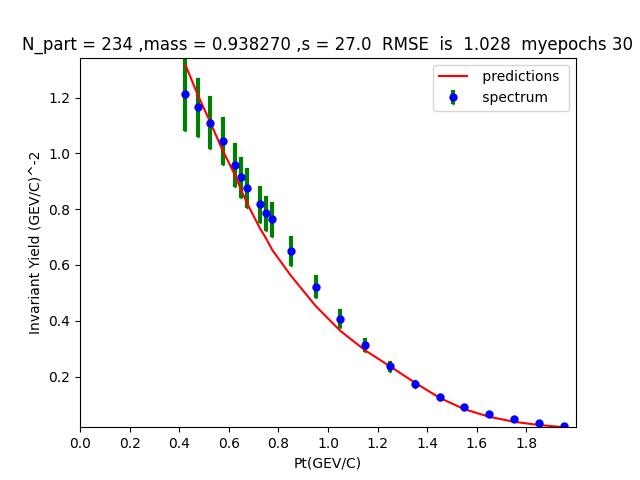 N_part = 234 ,mass = 0.938270 ,s = 27.0  RMSE  is  1.028  myepochs 30
predictions
spectrum
Invariant Yield (GEV/C)^-2
1.2
1.0
0.8
0.6
0.4
0.2
0.0 0.2 0.4 0.6 0.8 1.0 1.2 1.4 1.6 1.8
Pt(GEV/C)